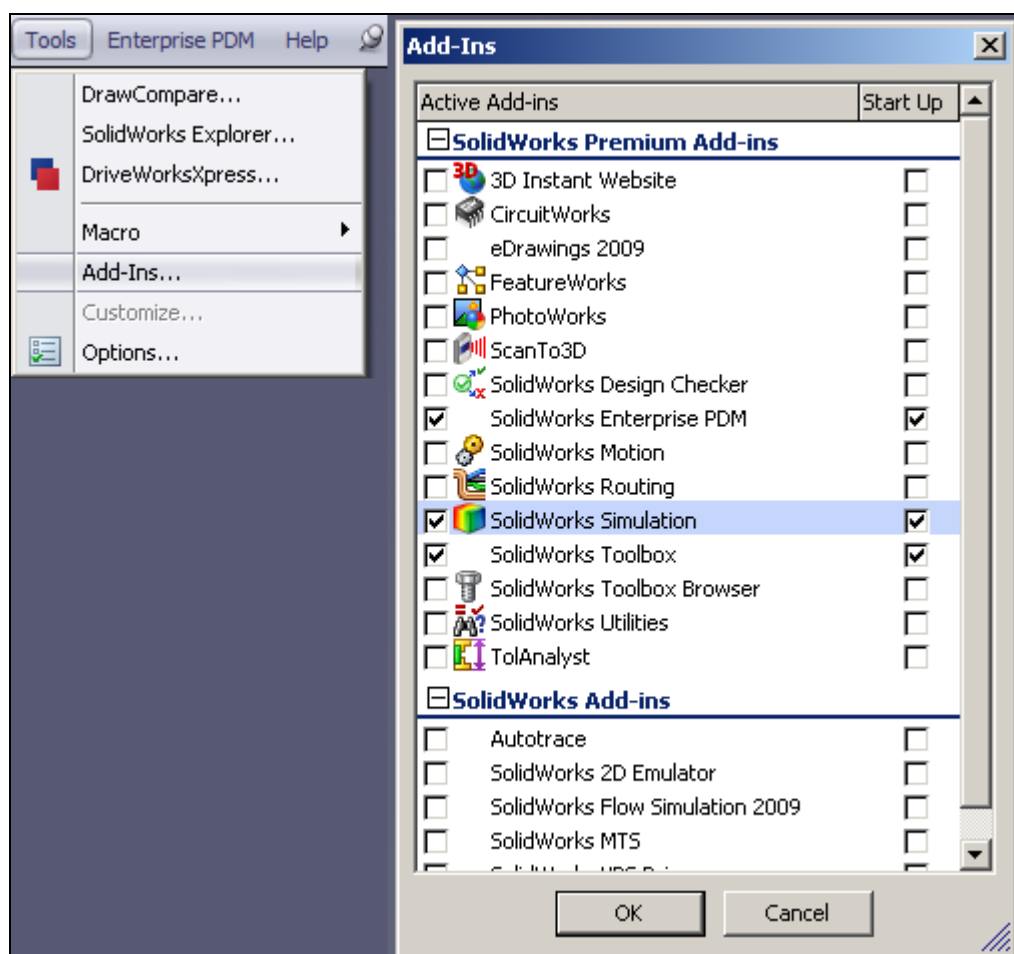 Tools Enterprise PDM Help
DrawCompare...
SolidWorks Explorer...
DriveWorksXpress...
Macro
Add-Ins...
Customize...
Options...
Add-Ins
Active Add-ins Start Up
SolidWorks Premium Add-ins
3D Instant Website
CircuitWorks
eDrawings 2009
FeatureWorks
PhotoWorks
ScanTo3D
SolidWorks Design Checker
SolidWorks Enterprise PDM
SolidWorks Motion
SolidWorks Routing
SolidWorks Simulation
SolidWorks Toolbox
SolidWorks Toolbox Browser
SolidWorks Utilities
TolAnalyst
SolidWorks Add-ins
Autotrace
SolidWorks 2D Emulator
SolidWorks Flow Simulation 2009
SolidWorks MTS
OK Cancel